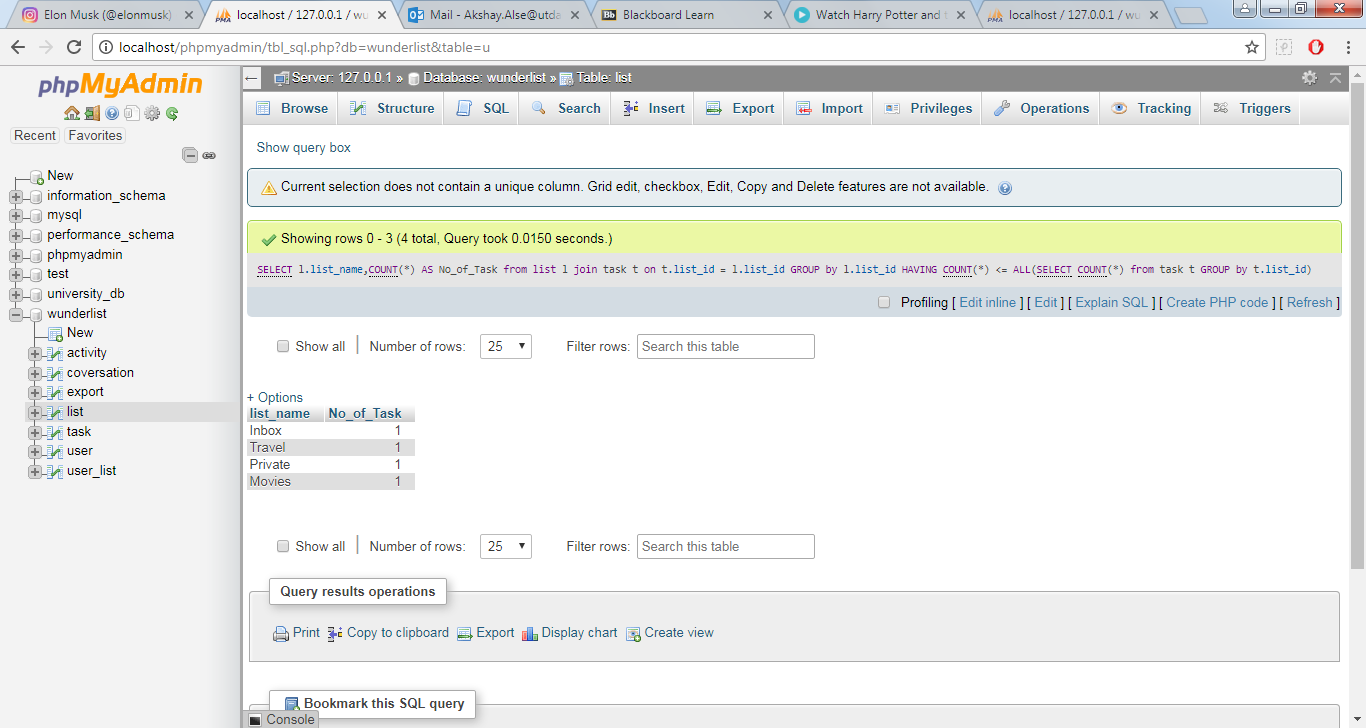 Elon Musk (@elonmusk)
localhost / 127.0.0.1 / wu
Mail - Akshay.Alse@utda
Blackboard Learn
Watch Harry Potter and t
localhost / 127.0.0.1 / wu
localhost/phpmyadmin/tbl_sql.php?db=wunderlist&table=u
phpMyAdmin
Recent Favorites
New
information_schema
mysql
performance_schema
phpmyadmin
test
university_db
wunderlist
New
activity
coversation
export
list
task
user
user_list
Server: 127.0.0.1 » Database: wunderlist » Table: list
Browse Structure SQL Search Insert Export Import Privileges Operations Tracking Triggers
Show query box
Current selection does not contain a unique column. Grid edit, checkbox, Edit, Copy and Delete features are not available.
Showing rows 0 - 3 (4 total, Query took 0.0150 seconds.)
SELECT l.list_name,COUNT(*) AS No_of_Task from list l join task t on t.list_id = l.list_id GROUP by l.list_id HAVING COUNT(*) <= ALL(SELECT COUNT(*) from task t GROUP by t.list_id)
Profiling [ Edit inline ] [ Edit ] [ Explain SQL ] [ Create PHP code ] [ Refresh ]
Show all Number of rows: 25 Filter rows: Search this table
+ Options
list_name No_of_Task
Inbox 1
Travel 1
Private 1
Movies 1
Show all Number of rows: 25 Filter rows: Search this table
Query results operations
Print Copy to clipboard Export Display chart Create view
Bookmark this SQL query
Console